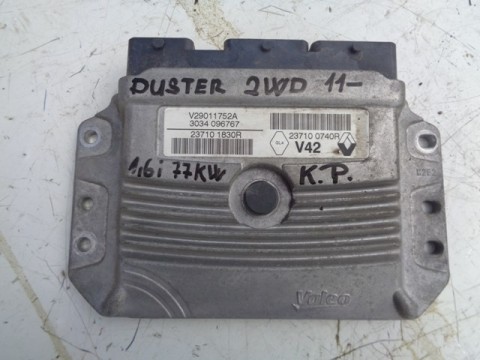 DUSTER 2WD 11-
V29011752A
3034 096767
23710 1830R
23710 0740R
V42
1,6i 77KW
K.P.
Valeo